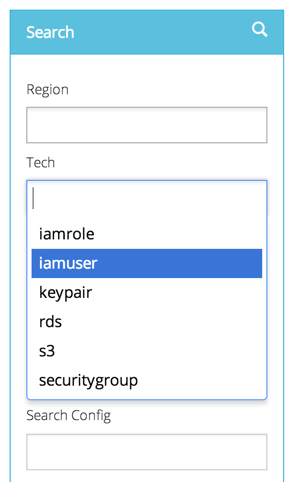 Search
Region
Tech
iamrole
iamuser
keypair
rds
s3
securitygroup
Search Config